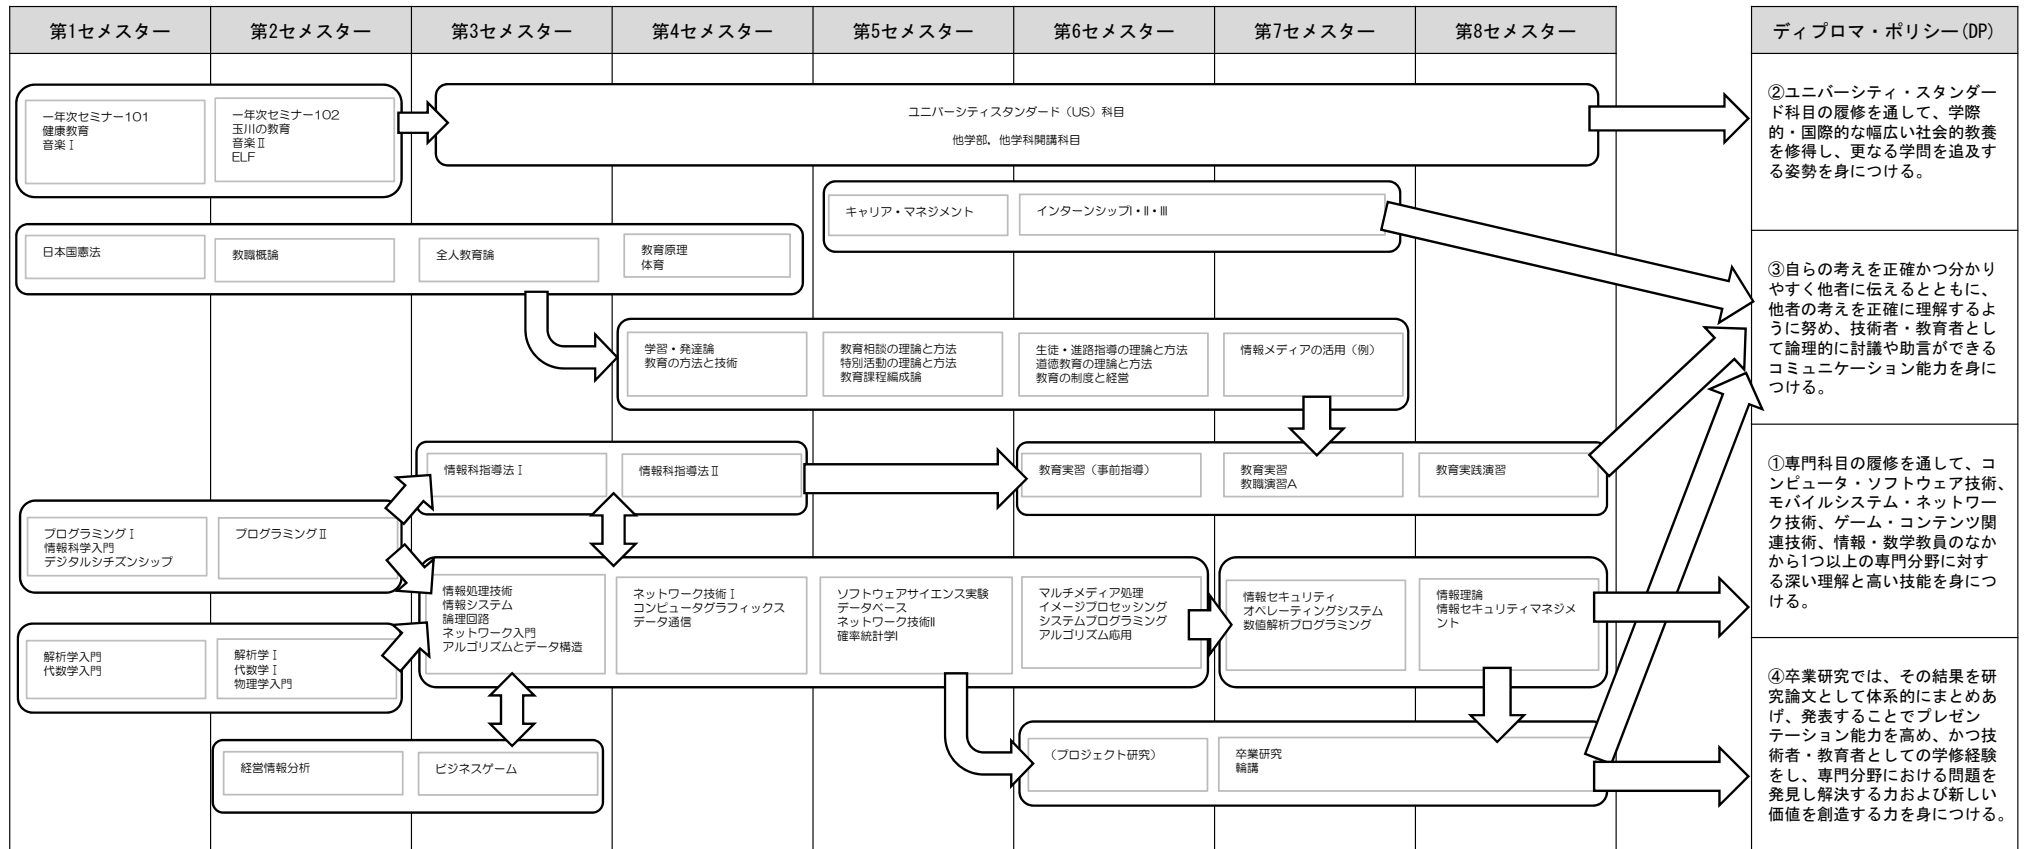 第1セメスター
第2セメスター
第3セメスター
第4セメスター
第5セメスター
第6セメスター
第7セメスター
第8セメスター
ディプロマ・ポリシー(DP)
一年次セミナー101
健康教育
音楽Ⅰ
一年次セミナー102
玉川の教育
音楽Ⅱ
ELF
ユニバーシティスタンダード（US）科目
他学部，他学科開講科目
②ユニバーシティ・スタンダー
ド科目の履修を通して、学際
的・国際的な幅広い社会的教養
を修得し、更なる学問を追及す
る姿勢を身につける。
キャリア・マネジメント
インターンシップⅠ・Ⅱ・Ⅲ
日本国憲法
教職概論
全人教育論
教育原理
体育
③自らの考えを正確かつ分かり
やすく他者に伝えるとともに、
他者の考えを正確に理解するよ
うに努め、技術者・教育者とし
て論理的に討議や助言ができる
コミュニケーション能力を身に
つける。
学習・発達論
教育の方法と技術
教育相談の理論と方法
特別活動の理論と方法
教育課程編成論
生徒・進路指導の理論と方法
道徳教育の理論と方法
教育の制度と経営
情報メディアの活用（例）
情報科指導法Ⅰ
情報科指導法Ⅱ
教育実習（事前指導）
教育実習
教職演習A
教育実践演習
①専門科目の履修を通して、コ
ンピュータ・ソフトウェア技術、
モバイルシステム・ネットワー
ク技術、ゲーム・コンテンツ関
連技術、情報・数学教員のなか
から1つ以上の専門分野に対す
る深い理解と高い技能を身につ
ける。
プログラミングⅠ
情報科学入門
デジタルシチズンシップ
プログラミングⅡ
情報処理技術
情報システム
論理回路
ネットワーク入門
アルゴリズムとデータ構造
ネットワーク技術Ⅰ
コンピュータグラフィックス
データ通信
ソフトウェアサイエンス実験
データベース
ネットワーク技術Ⅱ
確率統計学Ⅰ
マルチメディア処理
イメージプロセッシング
システムプログラミング
アルゴリズム応用
情報セキュリティ
オペレーティングシステム
数値解析プログラミング
情報理論
情報セキュリティマネジメ
ント
解析学入門
代数学入門
解析学Ⅰ
代数学Ⅰ
物理学入門
④卒業研究では、その結果を研
究論文として体系的にまとめあ
げ、発表することでプレゼン
テーション能力を高め、かつ技
術者・教育者としての学修経験
をし、専門分野における問題を
発見し解決する力および新しい
価値を創造する力を身につける。
経営情報分析
ビジネスゲーム
（プロジェクト研究）
卒業研究
輪講